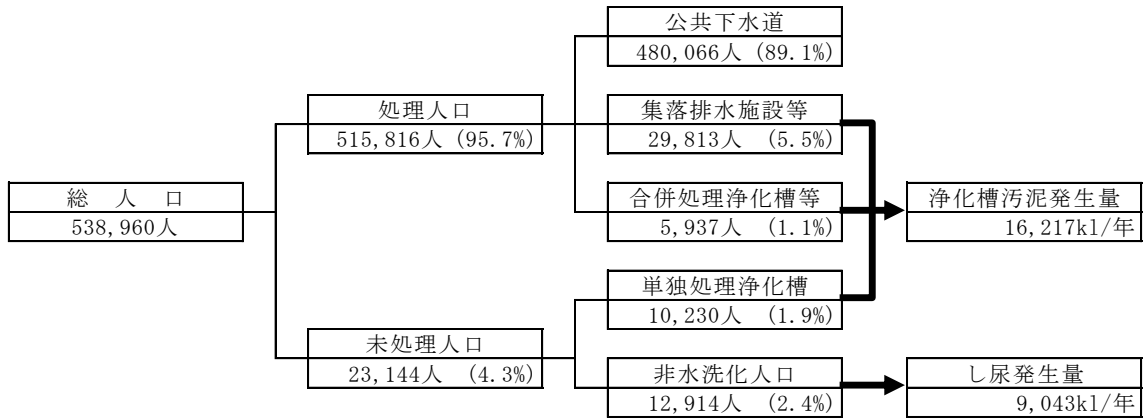 公共下水道
480,066人 (89.1%)
処理人口
515,816人 (95.7%)
集落排水施設等
29,813人 (5.5%)
総 人 口
538,960人
合併処理浄化槽等
5,937人 (1.1%)
浄化槽汚泥発生量
16,217kl/年
単独処理浄化槽
10,230人 (1.9%)
未処理人口
23,144人 (4.3%)
非水洗化人口
12,914人 (2.4%)
し尿発生量
9,043kl/年